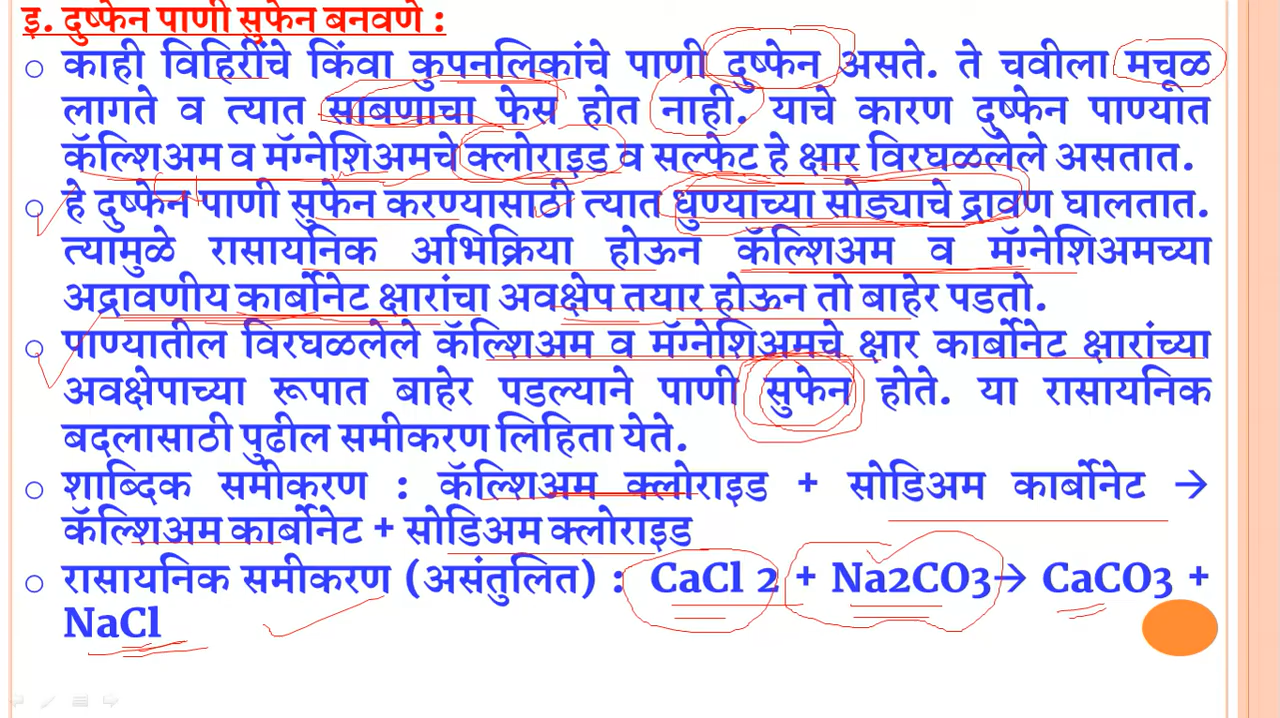 इ. दुष्फेन पाणी सुफेन बनवणे :
○ काही विहिरींचे किंवा कुपनलिकांचे पाणी दुष्फेन असते. ते चवीला मचूळ
लागते व त्यात साबणाचा फेस होत नाही. याचे कारण दुष्फेन पाण्यात
कॅल्शिअम व मॅग्नेशिअमचे क्लोराइड व सल्फेट हे क्षार विरघळलेले असतात.
○ हे दुष्फेन पाणी सुफेन करण्यासाठी त्यात धुण्याच्या सोड्याचे द्रावण घालतात.
त्यामुळे रासायनिक अभिक्रिया होऊन कॅल्शिअम व मॅग्नेशिअमच्या
अद्रावणीय कार्बोनेट क्षारांचा अवक्षेप तयार होऊन तो बाहेर पडतो.
○ पाण्यातील विरघळलेले कॅल्शिअम व मॅग्नेशिअमचे क्षार कार्बोनेट क्षारांच्या
अवक्षेपाच्या रूपात बाहेर पडल्याने पाणी सुफेन होते. या रासायनिक
बदलासाठी पुढील समीकरण लिहिता येते.
○ शाब्दिक समीकरण : कॅल्शिअम क्लोराइड + सोडिअम कार्बोनेट →
कॅल्शिअम कार्बोनेट + सोडिअम क्लोराइड
○ रासायनिक समीकरण (असंतुलित) : CaCl 2 + Na2CO3→ CaCO3 +
NaCl